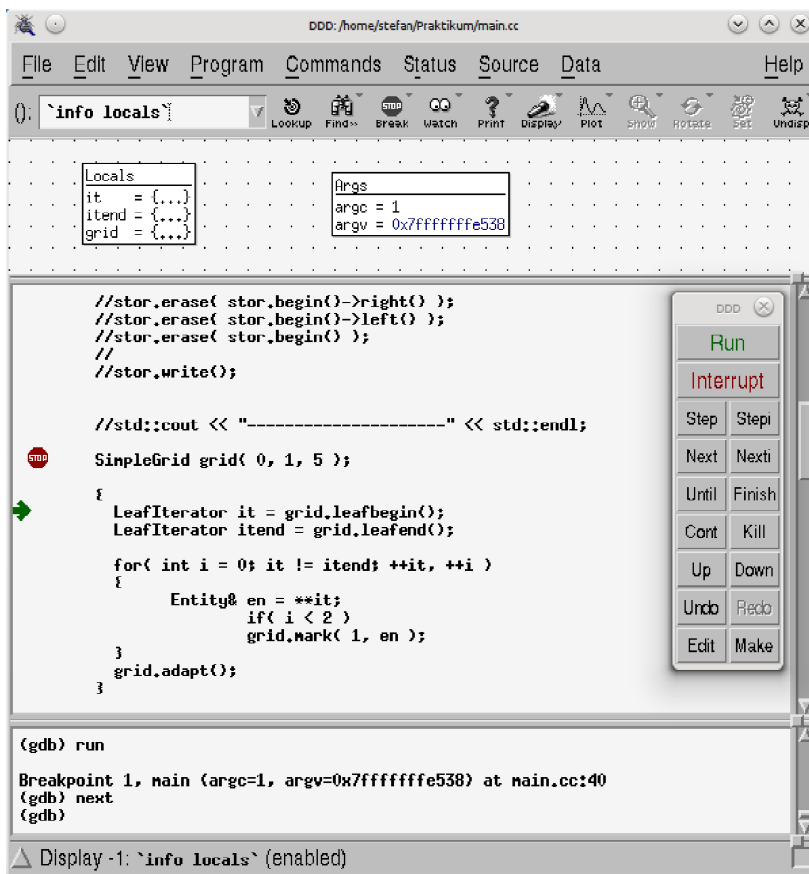 DDD: /home/stefan/Praktikum/main.cc
File Edit View Program Commands Status Source Data Help
(): `info locals`
Lookup Find>> Break Watch Print Display Plot Show Rotate Set Undisp
STOP
Locals
it = {...}
itend = {...}
grid = {...}
Args
argc = 1
argv = 0x7fffffffe538
//stor.erase( stor.begin()->right() );
//stor.erase( stor.begin()->left() );
//stor.erase( stor.begin() );
//
//stor.write();
//std::cout << "---------------------" << std::endl;
STOP
SimpleGrid grid( 0, 1, 5 );
{
LeafIterator it = grid.leafbegin();
LeafIterator itend = grid.leafend();
for( int i = 0; it != itend; ++it, ++i )
{
Entity& en = **it;
if( i < 2 )
grid.mark( 1, en );
}
grid.adapt();
}
DDD
Run
Interrupt
Step Stepi
Next Nexti
Until Finish
Cont Kill
Up Down
Undo Redo
Edit Make
(gdb) run
Breakpoint 1, main (argc=1, argv=0x7fffffffe538) at main.cc:40
(gdb) next
(gdb)
Display -1: `info locals` (enabled)